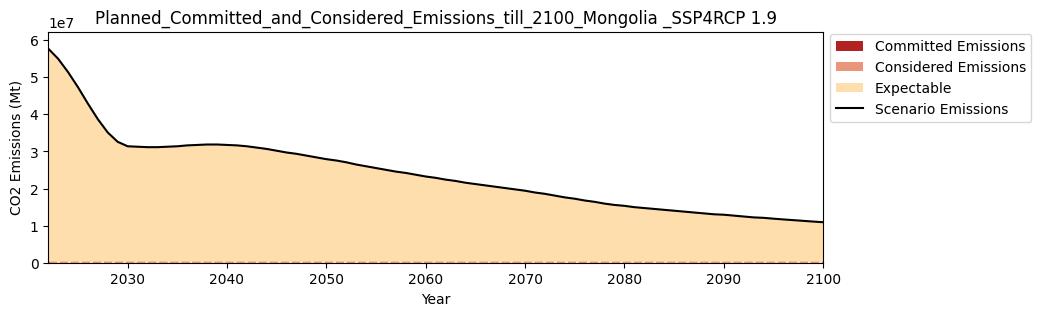 Planned_Committed_and_Considered_Emissions_till_2100_Mongolia _SSP4RCP 1.9
1e7
6
5
4
3
2
1
0
CO2 Emissions (Mt)
2030 2040 2050 2060 2070 2080 2090 2100
Year
Committed Emissions
Considered Emissions
Expectable
Scenario Emissions